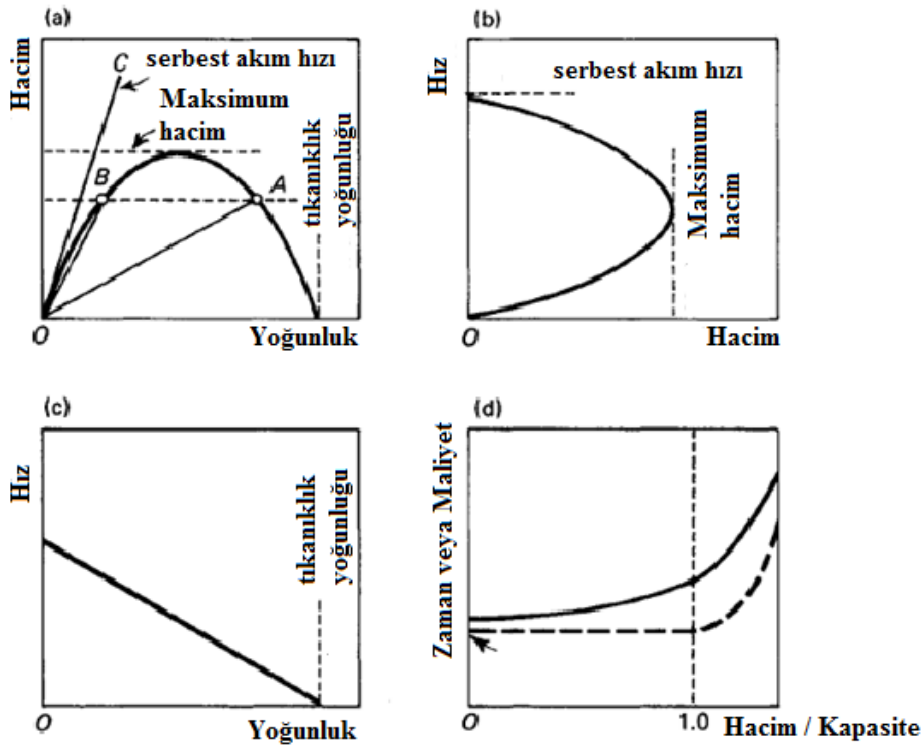 (a)
Hacim
C
serbest akım hızı
Maksimum
hacim
B
A
tıkanıklık
yoğunluğu
O
Yoğunluk
(b)
Hız
serbest akım hızı
Maksimum
hacim
O
Hacim
(c)
Hız
tıkanıklık
yoğunluğu
O
Yoğunluk
(d)
Zaman veya Maliyet
O
1.0
Hacim / Kapasite